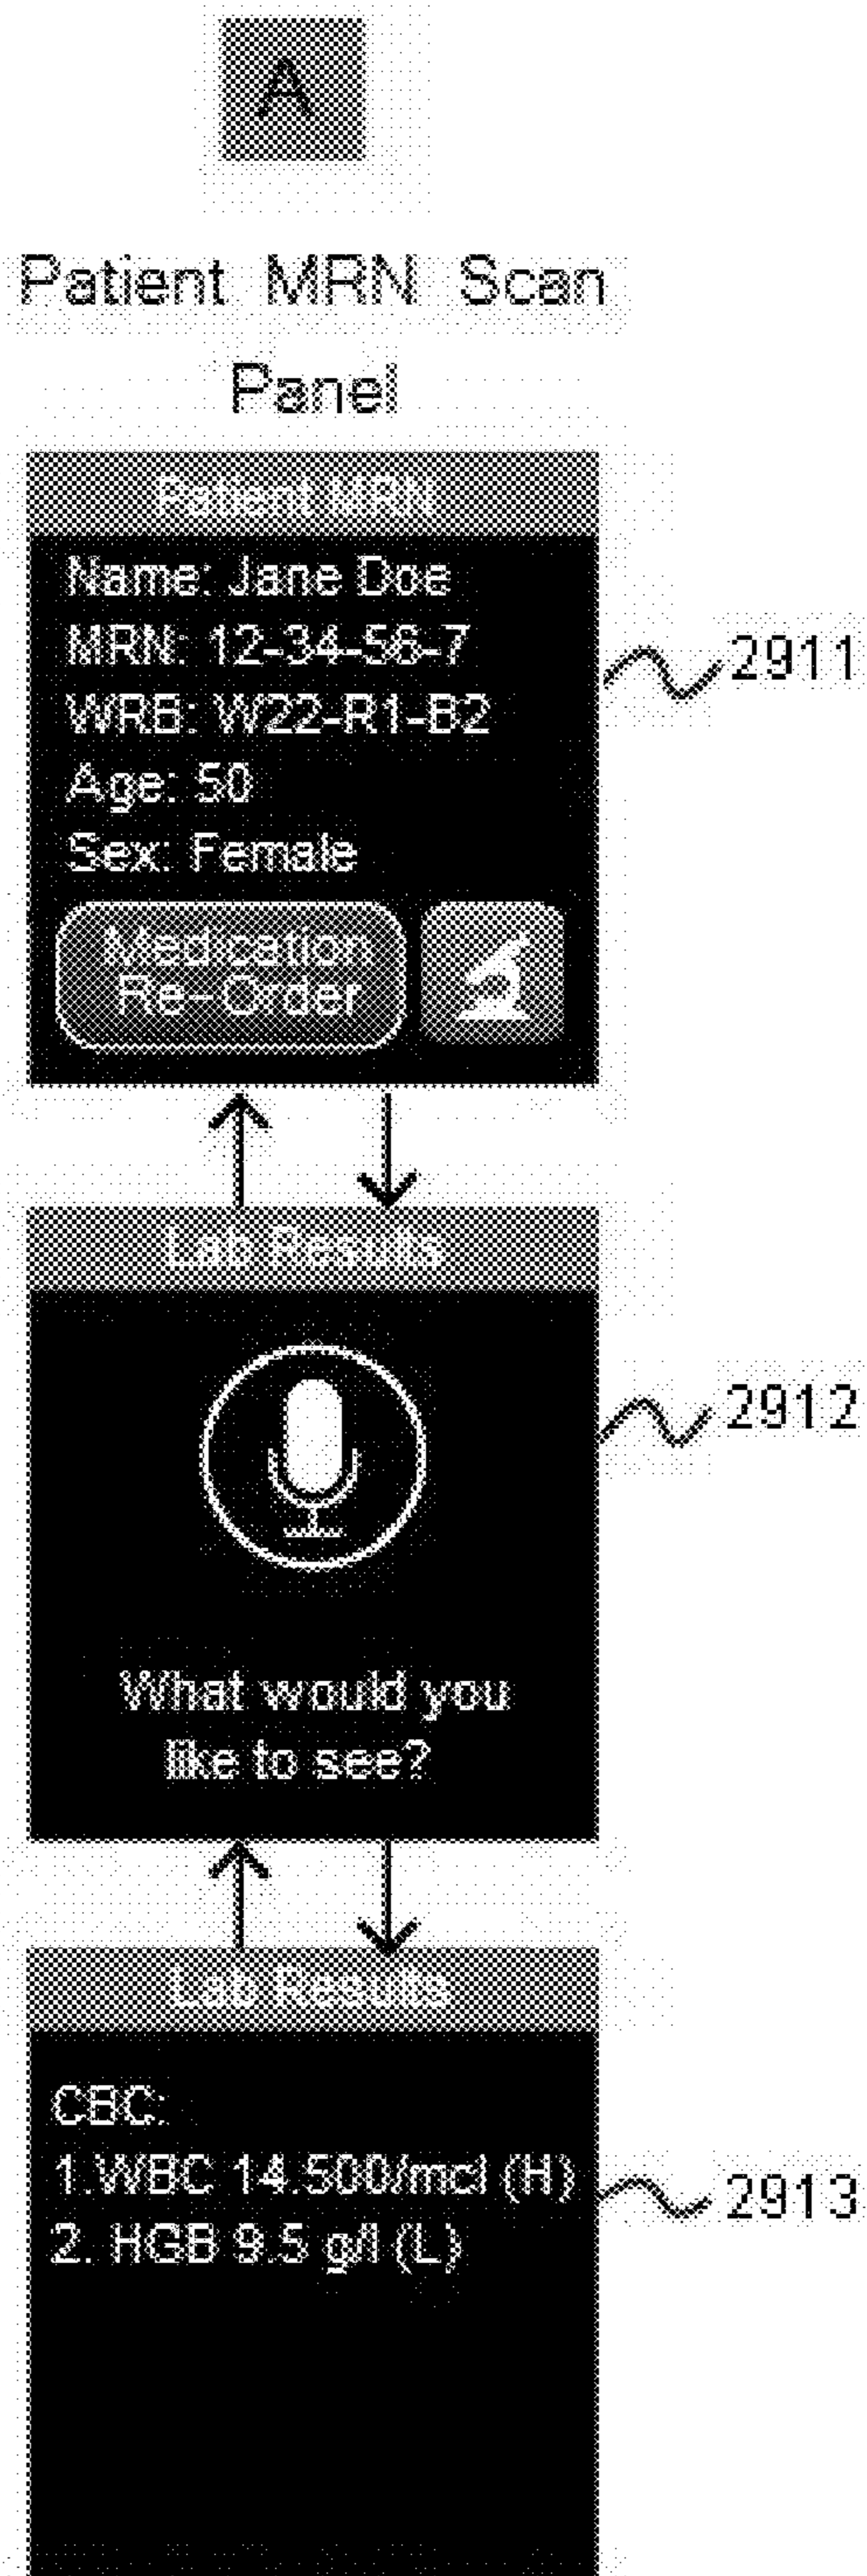 A
Patient MRN Scan
Panel
Patient MRN
Name: Jane Doe
MRN: 12-34-56-7
WRB: W22-R1-B2
Age: 50
Sex: Female
Medication
Re-Order
2911
Lab Results
2912
What would you
like to see?
Lab Results
CBC:
1.WBC 14.500/mcl (H)
2. HGB 9.5 g/l (L)
2913